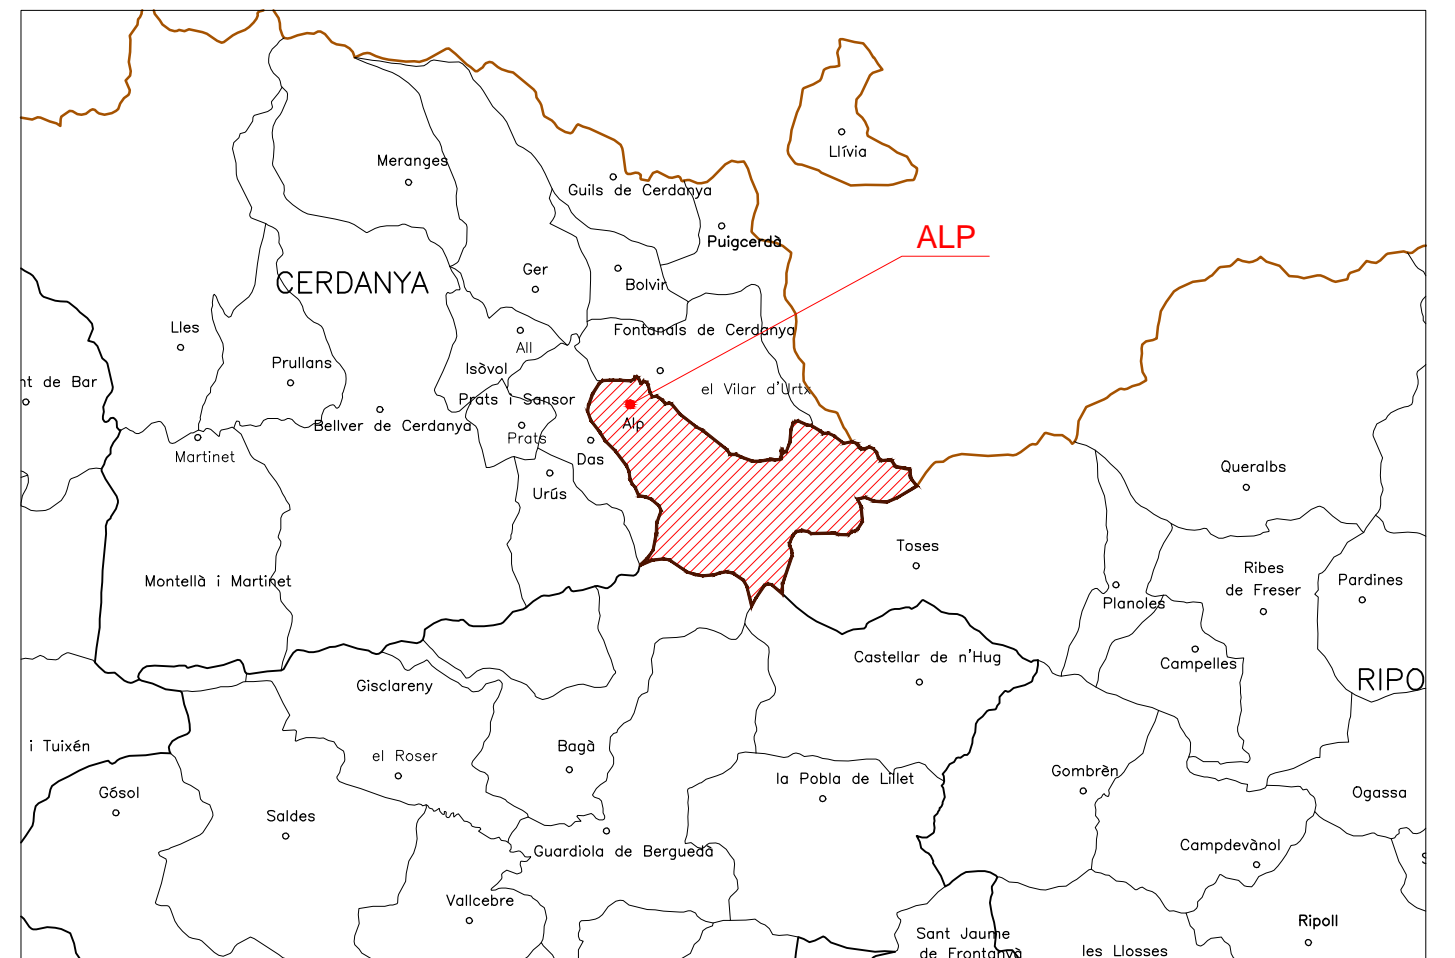 Llívia
Meranges
Guils de Cerdanya
Puigcerdà
ALP
CERDANYA
Ger
Bolvir
Lles
All
Fontanals de Cerdanya
Prullans
Isòvol
nt de Bar
el Vilar d'Urtx
Prats i Sansor
Bellver de Cerdanya
Alp
Prats
Martinet
Das
Urús
Queralbs
Toses
Montellà i Martinet
Ribes
de Freser
Pardines
Planoles
Castellar de n'Hug
Campelles
Gisclareny
RIPO
i Tuixén
el Roser
Bagà
la Pobla de Lillet
Gombrèn
Gósol
Ogassa
Saldes
Guardiola de Berguedà
Campdevànol
Vallcebre
Ripoll
Sant Jaume
de Frontanyà
les Llosses